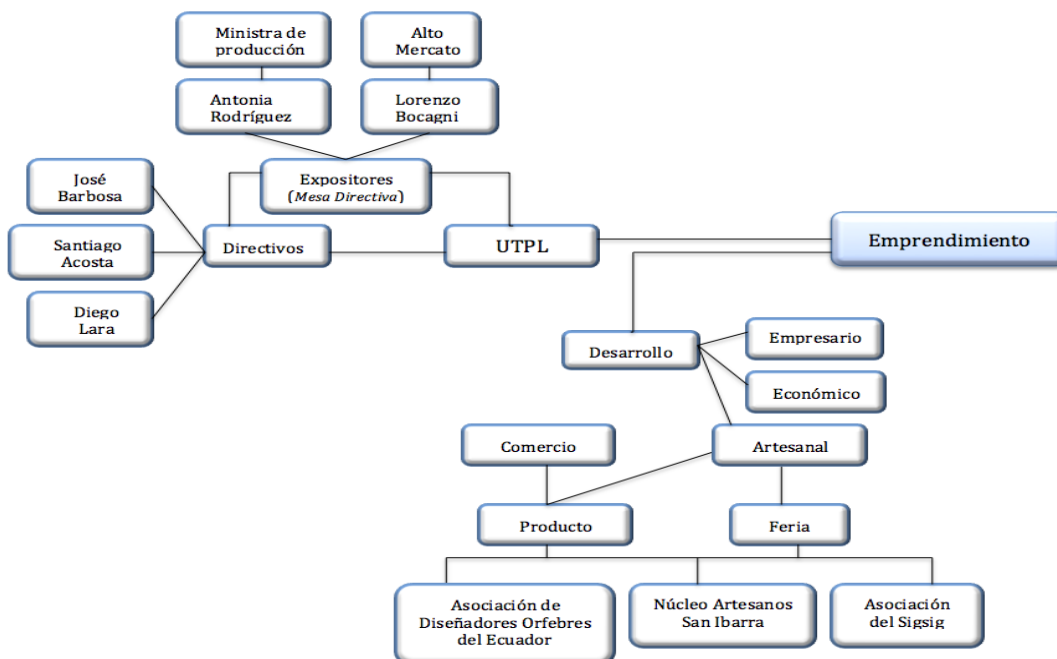 Ministra de
producción
Alto
Mercato
Antonia
Rodríguez
Lorenzo
Bocagni
José
Barbosa
Expositores
(Mesa Directiva)
Santiago
Acosta
Directivos
UTPL
Emprendimiento
Diego
Lara
Desarrollo
Empresario
Económico
Comercio
Artesanal
Producto
Feria
Asociación de
Diseñadores Orfebres
del Ecuador
Núcleo Artesanos
San Ibarra
Asociación
del Sigsig